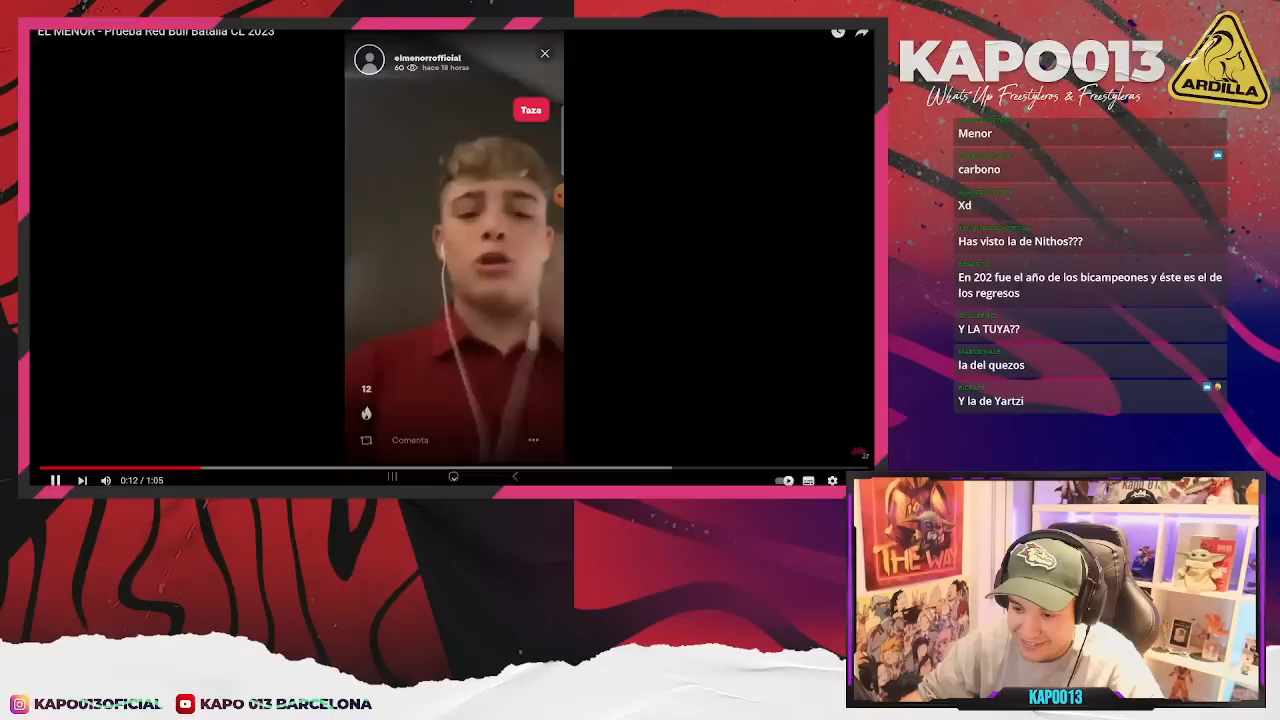 EL MENOR - Prueba Red Bull Batalla CL 2023
elmenorrofficial
60 hace 18 horas
Taza
12
Comenta
0:12 / 1:05
KAPO013
Whats Up Freestyleros & Freestyleras
ARDILLA
Menor
carbono
Xd
Has visto la de Nithos???
En 202 fue el año de los bicampeones y éste es el de
los regresos
Y LA TUYA??
la del quezos
Y la de Yartzi
THE WAY
KAPO013
KAPO013OFICIAL
KAPO 013 BARCELONA